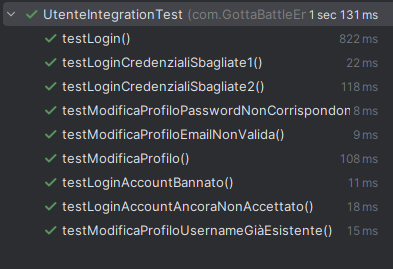 UtenteIntegrationTest (com.GottaBattleEr 1 sec 131 ms
testLogin() 822 ms
testLoginCredenzialiSbagliate1() 22 ms
testLoginCredenzialiSbagliate2() 118 ms
testModificaProfiloPasswordNonCorrispondon 8 ms
testModificaProfiloEmailNonValida() 9 ms
testModificaProfilo() 108 ms
testLoginAccountBannato() 11 ms
testLoginAccountAncoraNonAccettato() 18 ms
testModificaProfiloUsernameGiàEsistente() 15 ms